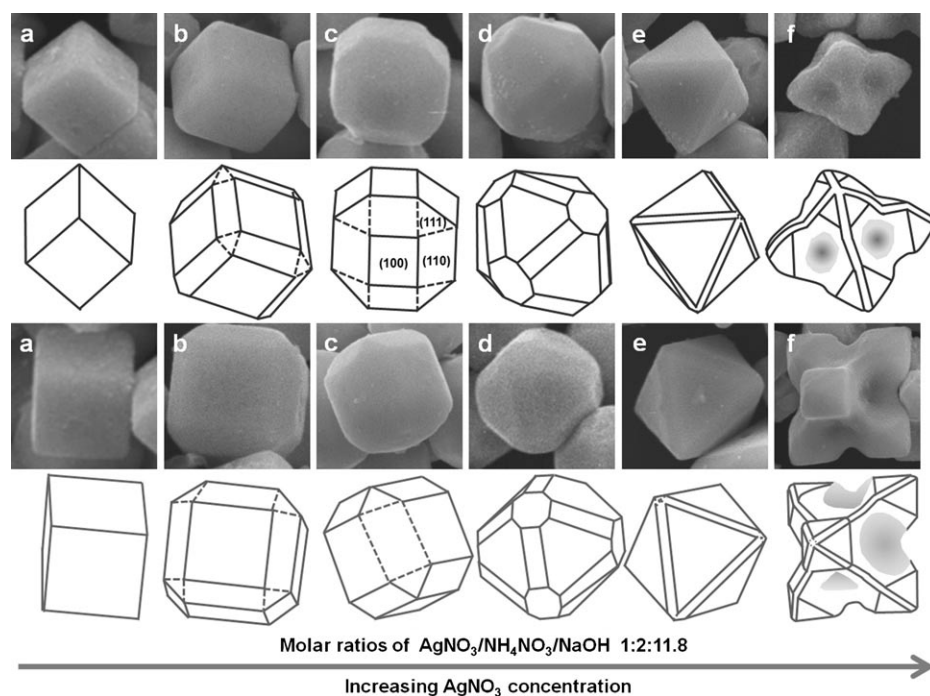 a b c d e f
(111)
(100) (110)
a b c d e f
Molar ratios of AgNO₃/NH₄NO₃/NaOH 1:2:11.8
Increasing AgNO₃ concentration